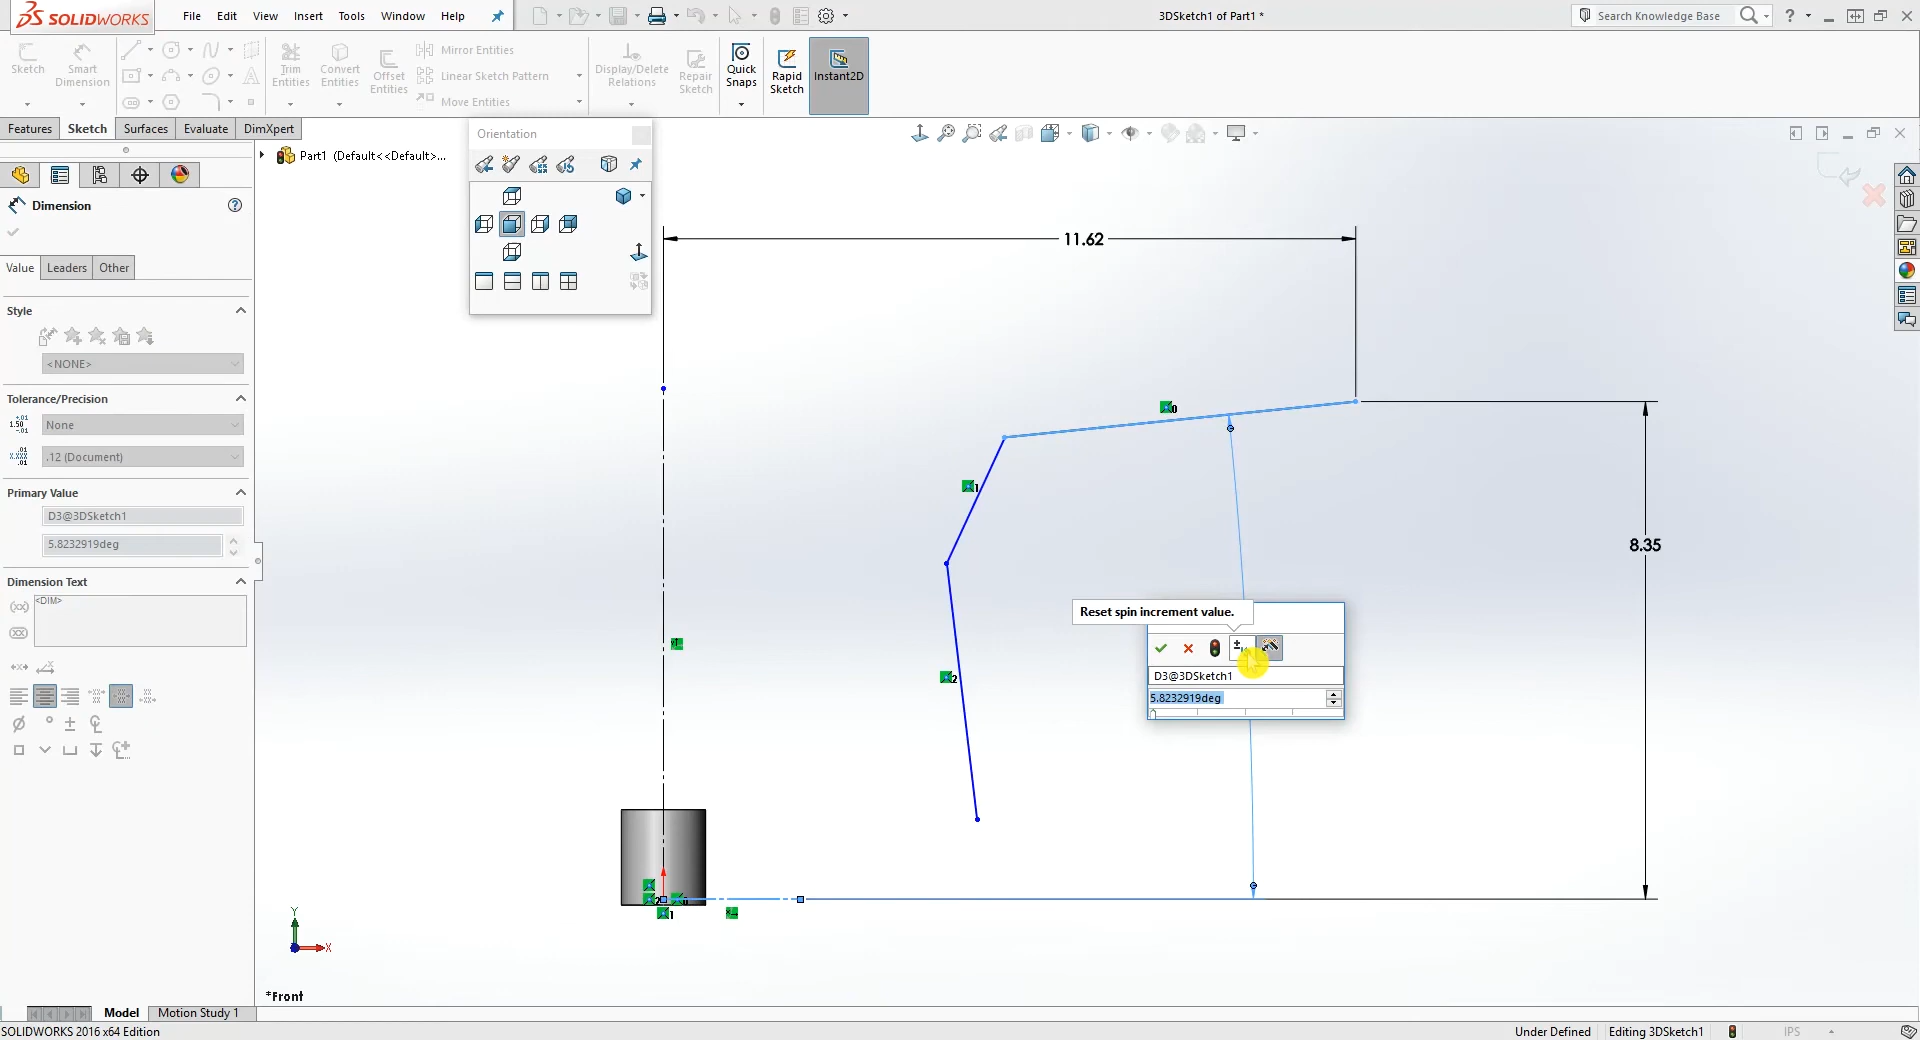 SOLIDWORKS
File Edit View Insert Tools Window Help
3DSketch1 of Part1 *
Search Knowledge Base
Sketch
Smart Dimension
Trim Entities
Convert Entities
Offset Entities
Mirror Entities
Linear Sketch Pattern
Move Entities
Display/Delete Relations
Repair Sketch
Quick Snaps
Rapid Sketch
Instant2D
Features Sketch Surfaces Evaluate DimXpert
Orientation
Part1 (Default<<Default>...
Dimension
Value Leaders Other
Style
<NONE>
Tolerance/Precision
None
.12 (Document)
Primary Value
D3@3DSketch1
5.8232919deg
Dimension Text
<DIM>
11.62
8.35
0
1
2
Reset spin increment value.
D3@3DSketch1
5.8232919deg
2
1
Y
X
*Front
Model Motion Study 1
SOLIDWORKS 2016 x64 Edition
Under Defined Editing 3DSketch1 IPS